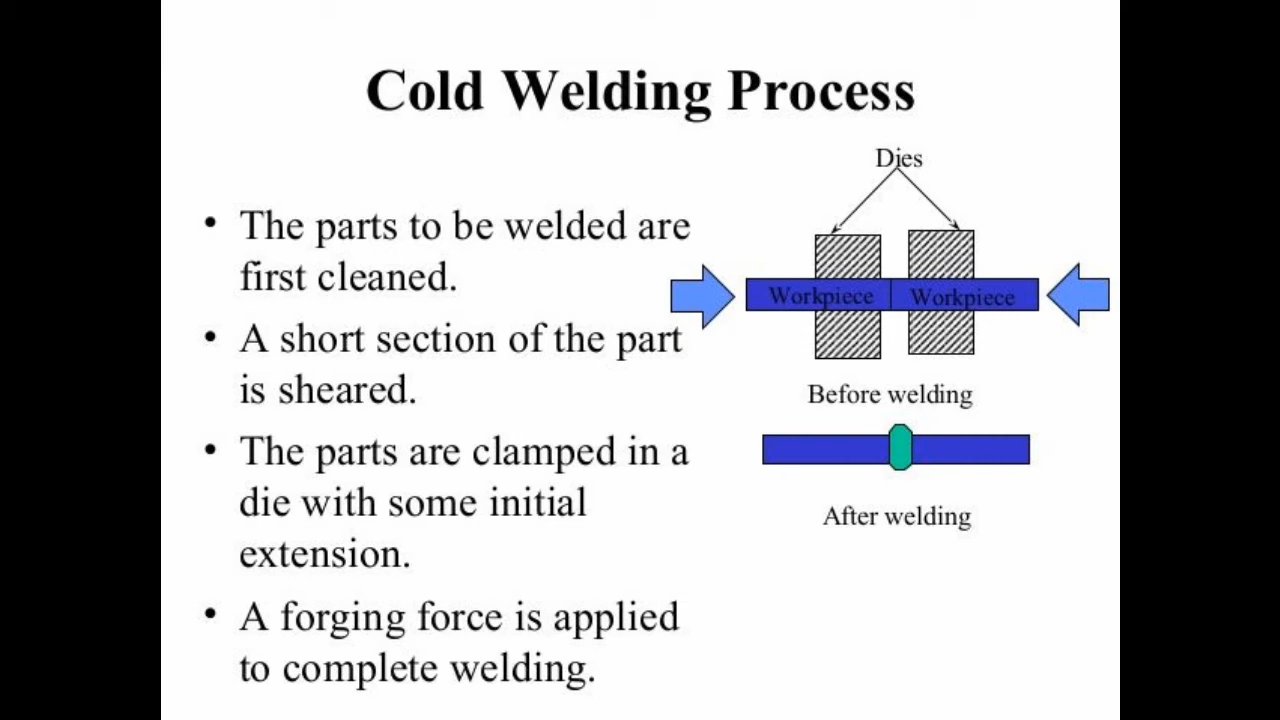 Cold Welding Process
Dies
• The parts to be welded are
first cleaned.
• A short section of the part
is sheared.
• The parts are clamped in a
die with some initial
extension.
• A forging force is applied
to complete welding.
Workpiece Workpiece
Before welding
After welding